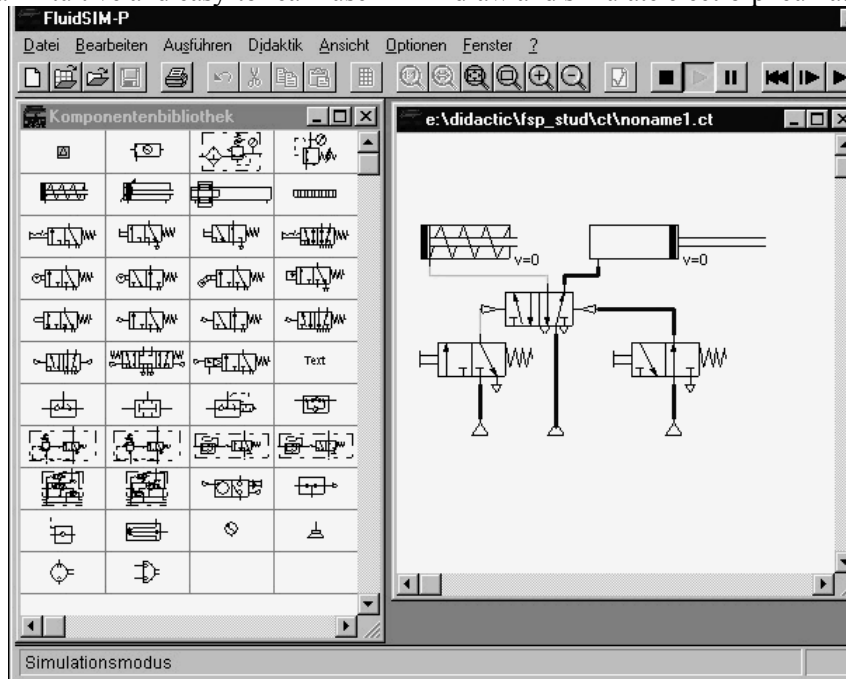 FluidSIM-P
Datei Bearbeiten Ausführen Didaktik Ansicht Optionen Fenster ?
Komponentenbibliothek
e:\didactic\fsp_stud\ct\noname1.ct
v=0
v=0
Text
Simulationsmodus